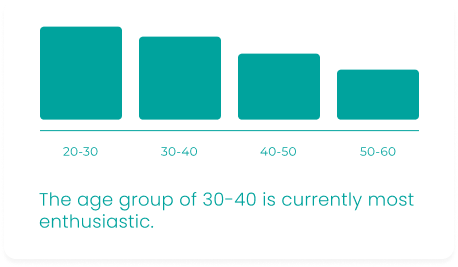 20-30 30-40 40-50 50-60
The age group of 30-40 is currently most
enthusiastic.